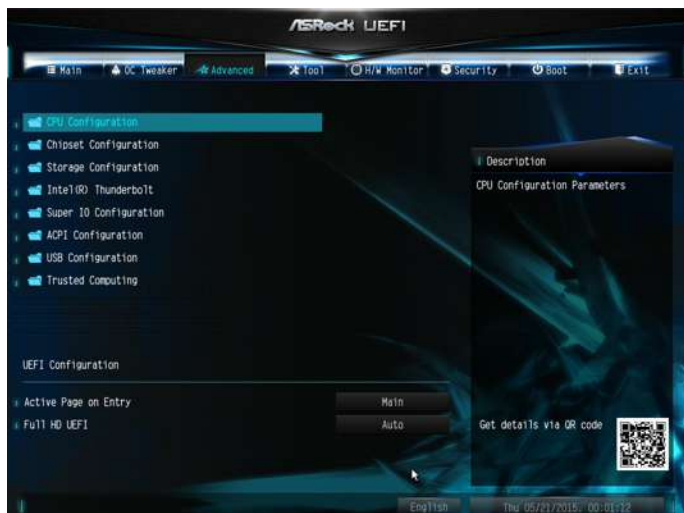 ASRock UEFI
Main OC Tweaker Advanced Tool H/W Monitor Security Boot Exit
CPU Configuration
Chipset Configuration
Storage Configuration
Intel(R) Thunderbolt
Super IO Configuration
ACPI Configuration
USB Configuration
Trusted Computing
Description
CPU Configuration Parameters
UEFI Configuration
Active Page on Entry Main
Full HD UEFI Auto
Get details via QR code
English Thu 05/21/2015. 00:01:12